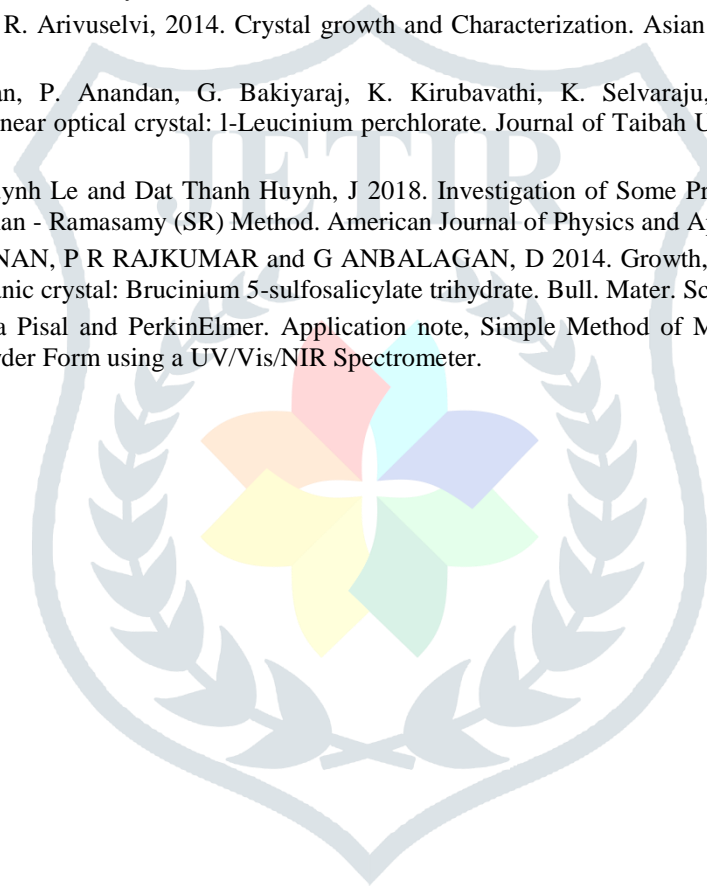 R. Arivuselvi, 2014. Crystal growth and Characterization. Asian
an, P. Anandan, G. Bakiyaraj, K. Kirubavathi, K. Selvaraju,
near optical crystal: l-Leucinium perchlorate. Journal of Taibah U
ynh Le and Dat Thanh Huynh, J 2018. Investigation of Some Pr
an - Ramasamy (SR) Method. American Journal of Physics and Ap
NAN, P R RAJKUMAR and G ANBALAGAN, D 2014. Growth,
anic crystal: Brucinium 5-sulfosalicylate trihydrate. Bull. Mater. Sc
a Pisal and PerkinElmer. Application note, Simple Method of M
der Form using a UV/Vis/NIR Spectrometer.
JETIR